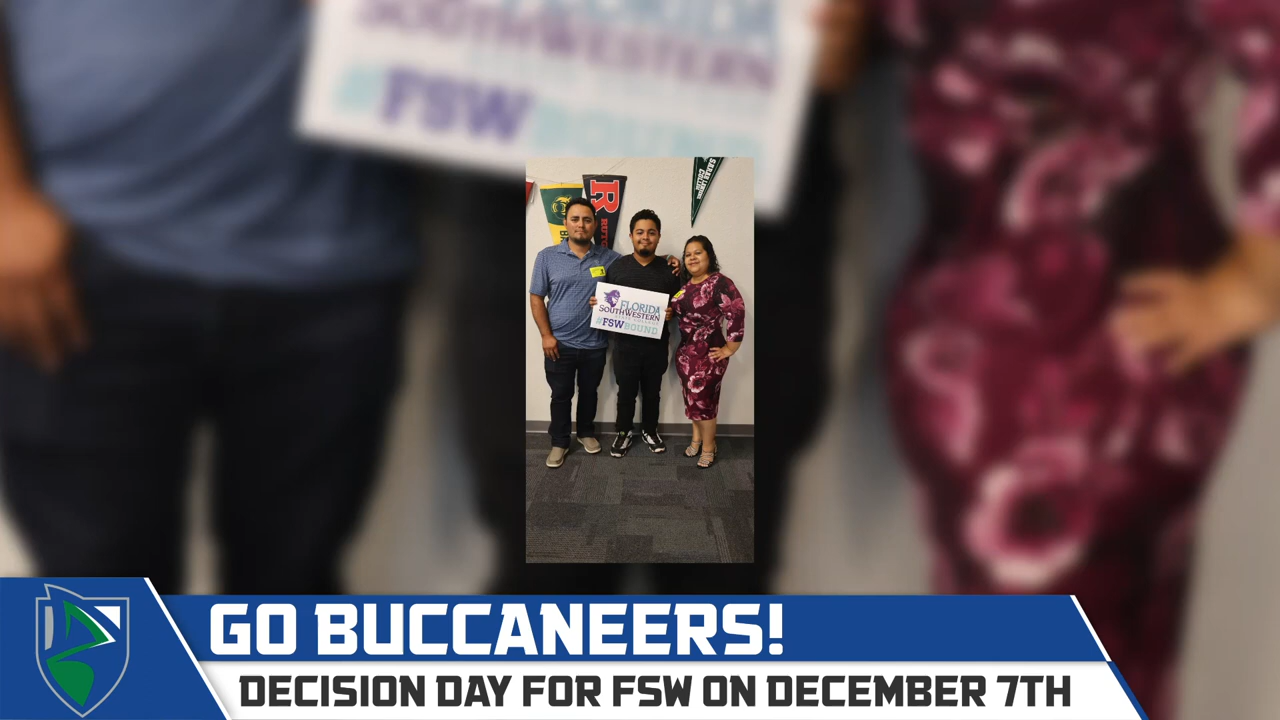 FLORIDA
SOUTHWESTERN
#FSWBOUND
R
GO BUCCANEERS!
DECISION DAY FOR FSW ON DECEMBER 7TH